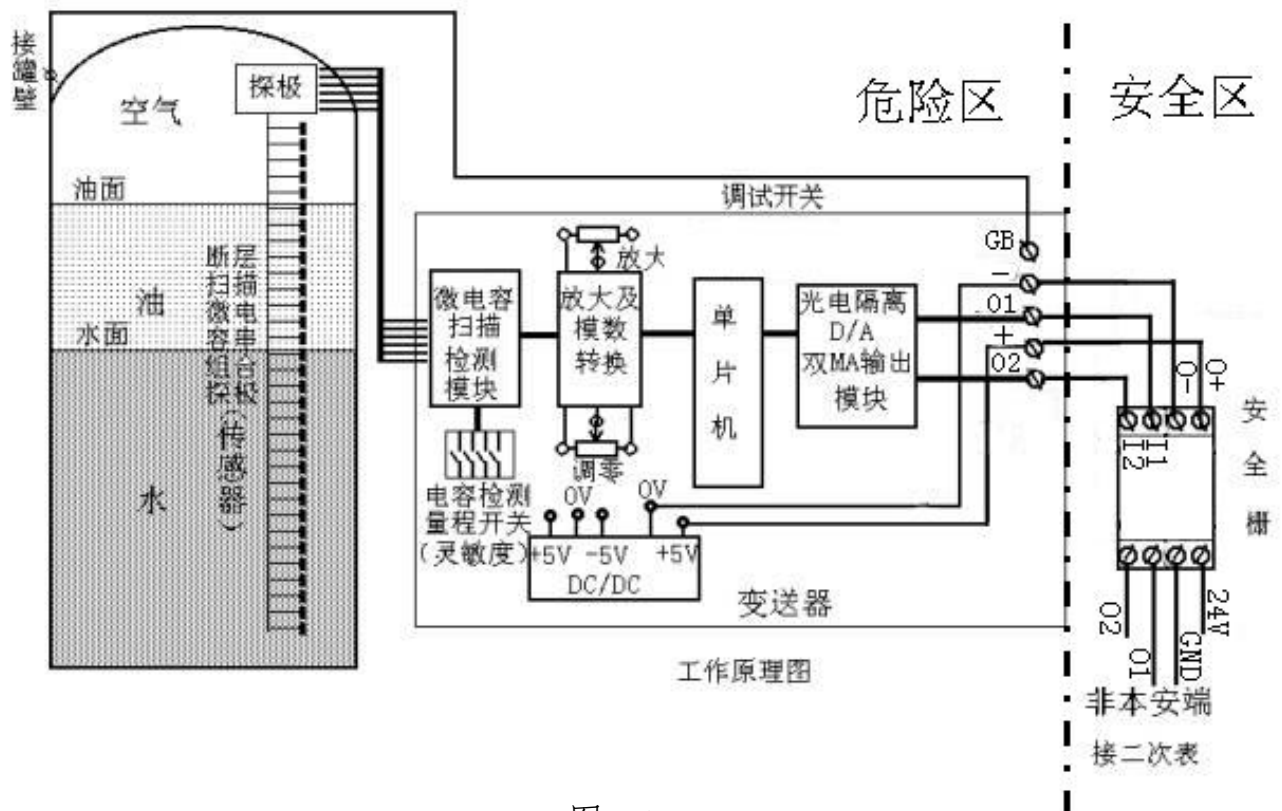 接罐壁
空气
探极
油面
油
水面
水
断层扫描微电容串组合探极(传感器)
危险区
安全区
调试开关
微电容
扫描
检测
模块
放大
放大及
模数
转换
调零
单片机
光电隔离
D/A
双MA输出
模块
GB
-
O1
+
O2
电容检测
量程开关
(灵敏度)
0V
0V
+5V
-5V
+5V
DC/DC
变送器
O-
O+
I2
I1
安全栅
O2
O1
GND
24V
非本安端
接二次表
工作原理图